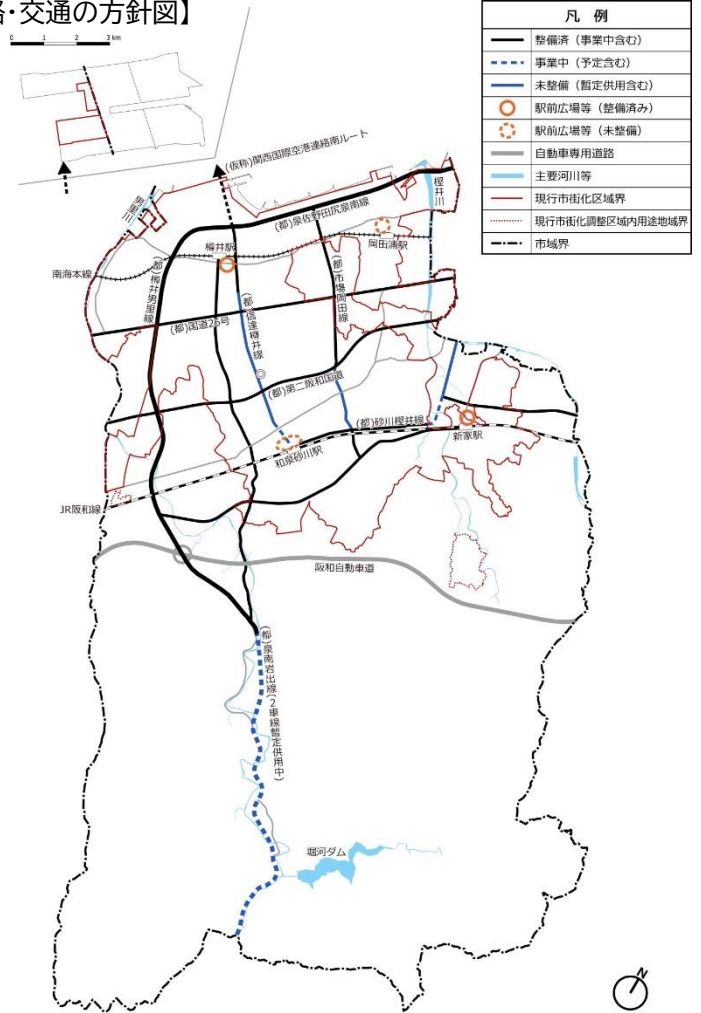 路・交通の方針図】
0 1 2 3 km
凡 例
整備済（事業中含む）
事業中（予定含む）
未整備（暫定供用含む）
駅前広場等（整備済み）
駅前広場等（未整備）
自動車専用道路
主要河川等
現行市街化区域界
現行市街化調整区域内用途地域界
市域界
(仮称)関西国際空港連絡南ルート
男里川
樫井川
(都)泉佐野田尻泉南線
岡田浦駅
樽井駅
南海本線
(都)樽井男里線
(都)市場岡田線
(都)信達樽井線
(都)国道26号
(都)第二阪和国道
(都)砂川樫井線
新家駅
和泉砂川駅
JR阪和線
阪和自動車道
(都)泉南岩出線(2車線暫定供用中)
堀河ダム
N